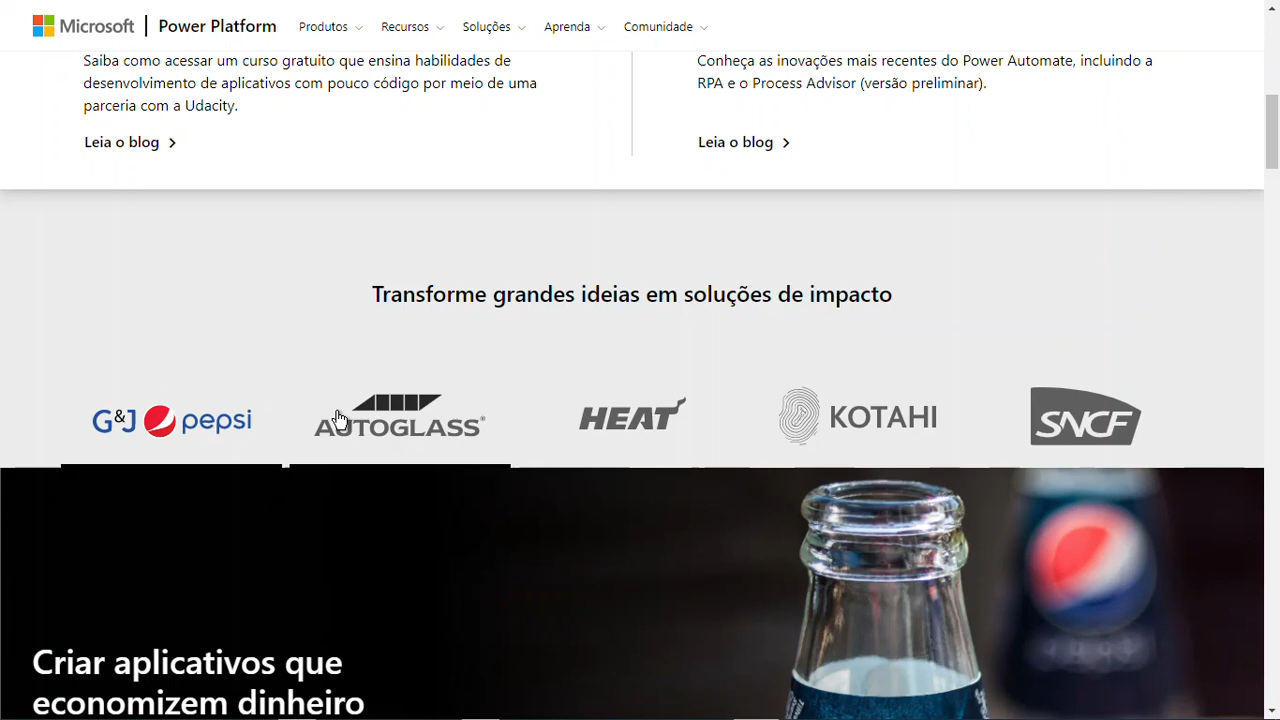 Microsoft | Power Platform Produtos Recursos Soluções Aprenda Comunidade
Saiba como acessar um curso gratuito que ensina habilidades de
desenvolvimento de aplicativos com pouco código por meio de uma
parceria com a Udacity.
Leia o blog
Conheça as inovações mais recentes do Power Automate, incluindo a
RPA e o Process Advisor (versão preliminar).
Leia o blog
Transforme grandes ideias em soluções de impacto
G&J pepsi
AUTOGLASS®
HEAT
KOTAHI
SNCF
Criar aplicativos que
economizem dinheiro